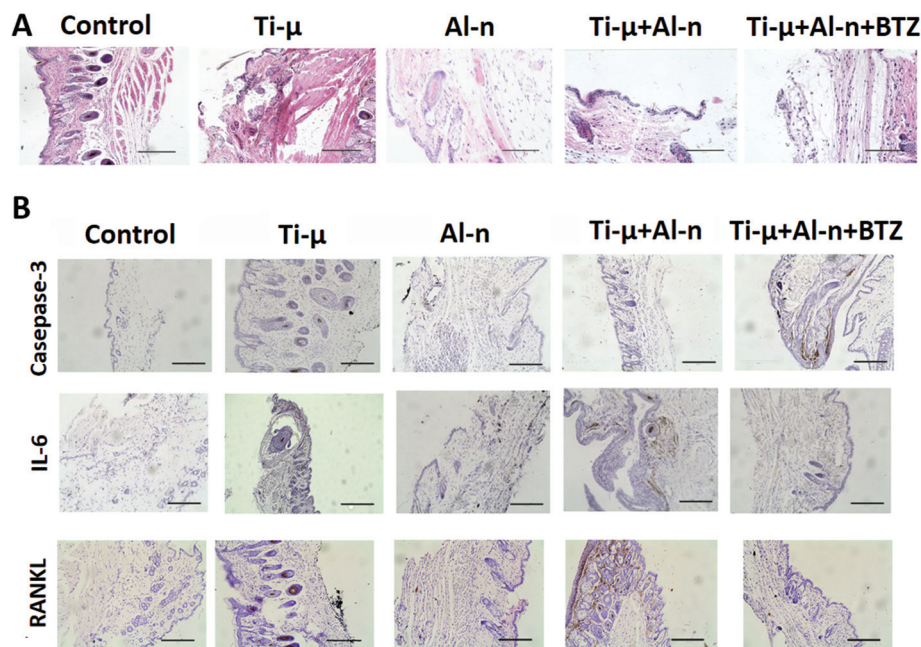 A
Control Ti-μ Al-n Ti-μ+Al-n Ti-μ+Al-n+BTZ
B
Control Ti-μ Al-n Ti-μ+Al-n Ti-μ+Al-n+BTZ
Casepase-3
IL-6
RANKL